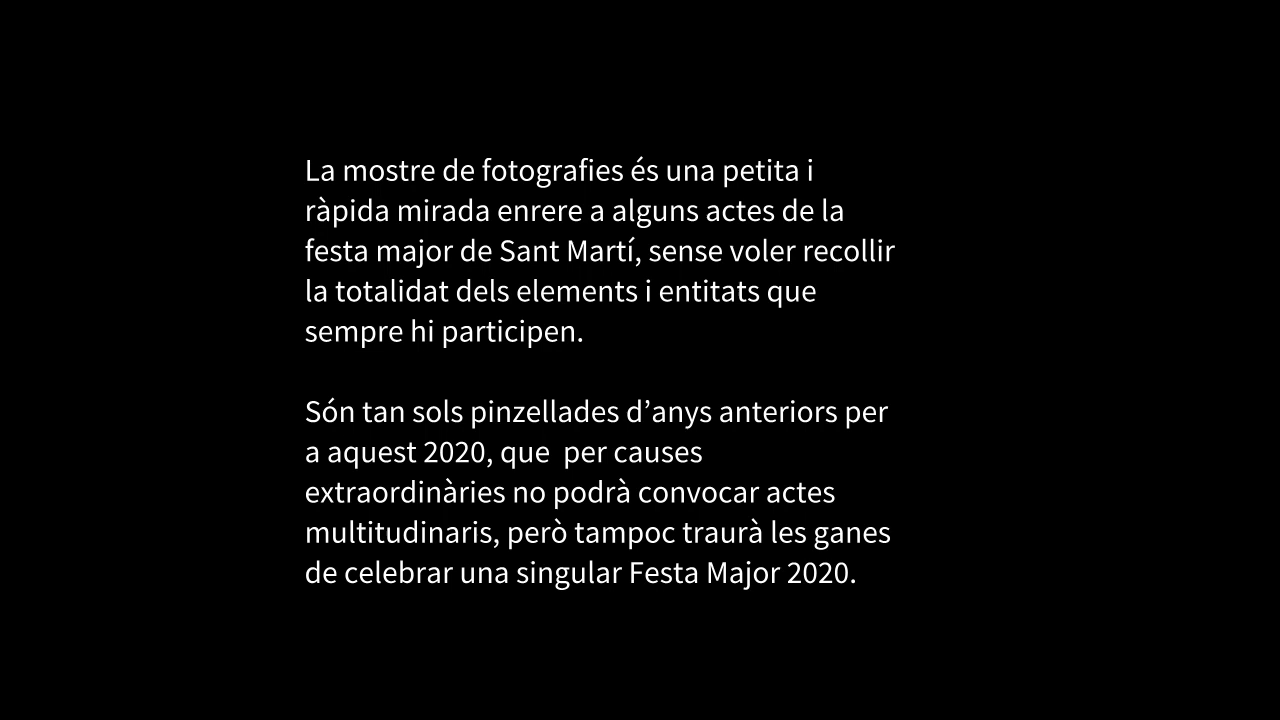 La mostre de fotografies és una petita i
ràpida mirada enrere a alguns actes de la
festa major de Sant Martí, sense voler recollir
la totalidat dels elements i entitats que
sempre hi participen.
Són tan sols pinzellades d’anys anteriors per
a aquest 2020, que  per causes
extraordinàries no podrà convocar actes
multitudinaris, però tampoc traurà les ganes
de celebrar una singular Festa Major 2020.